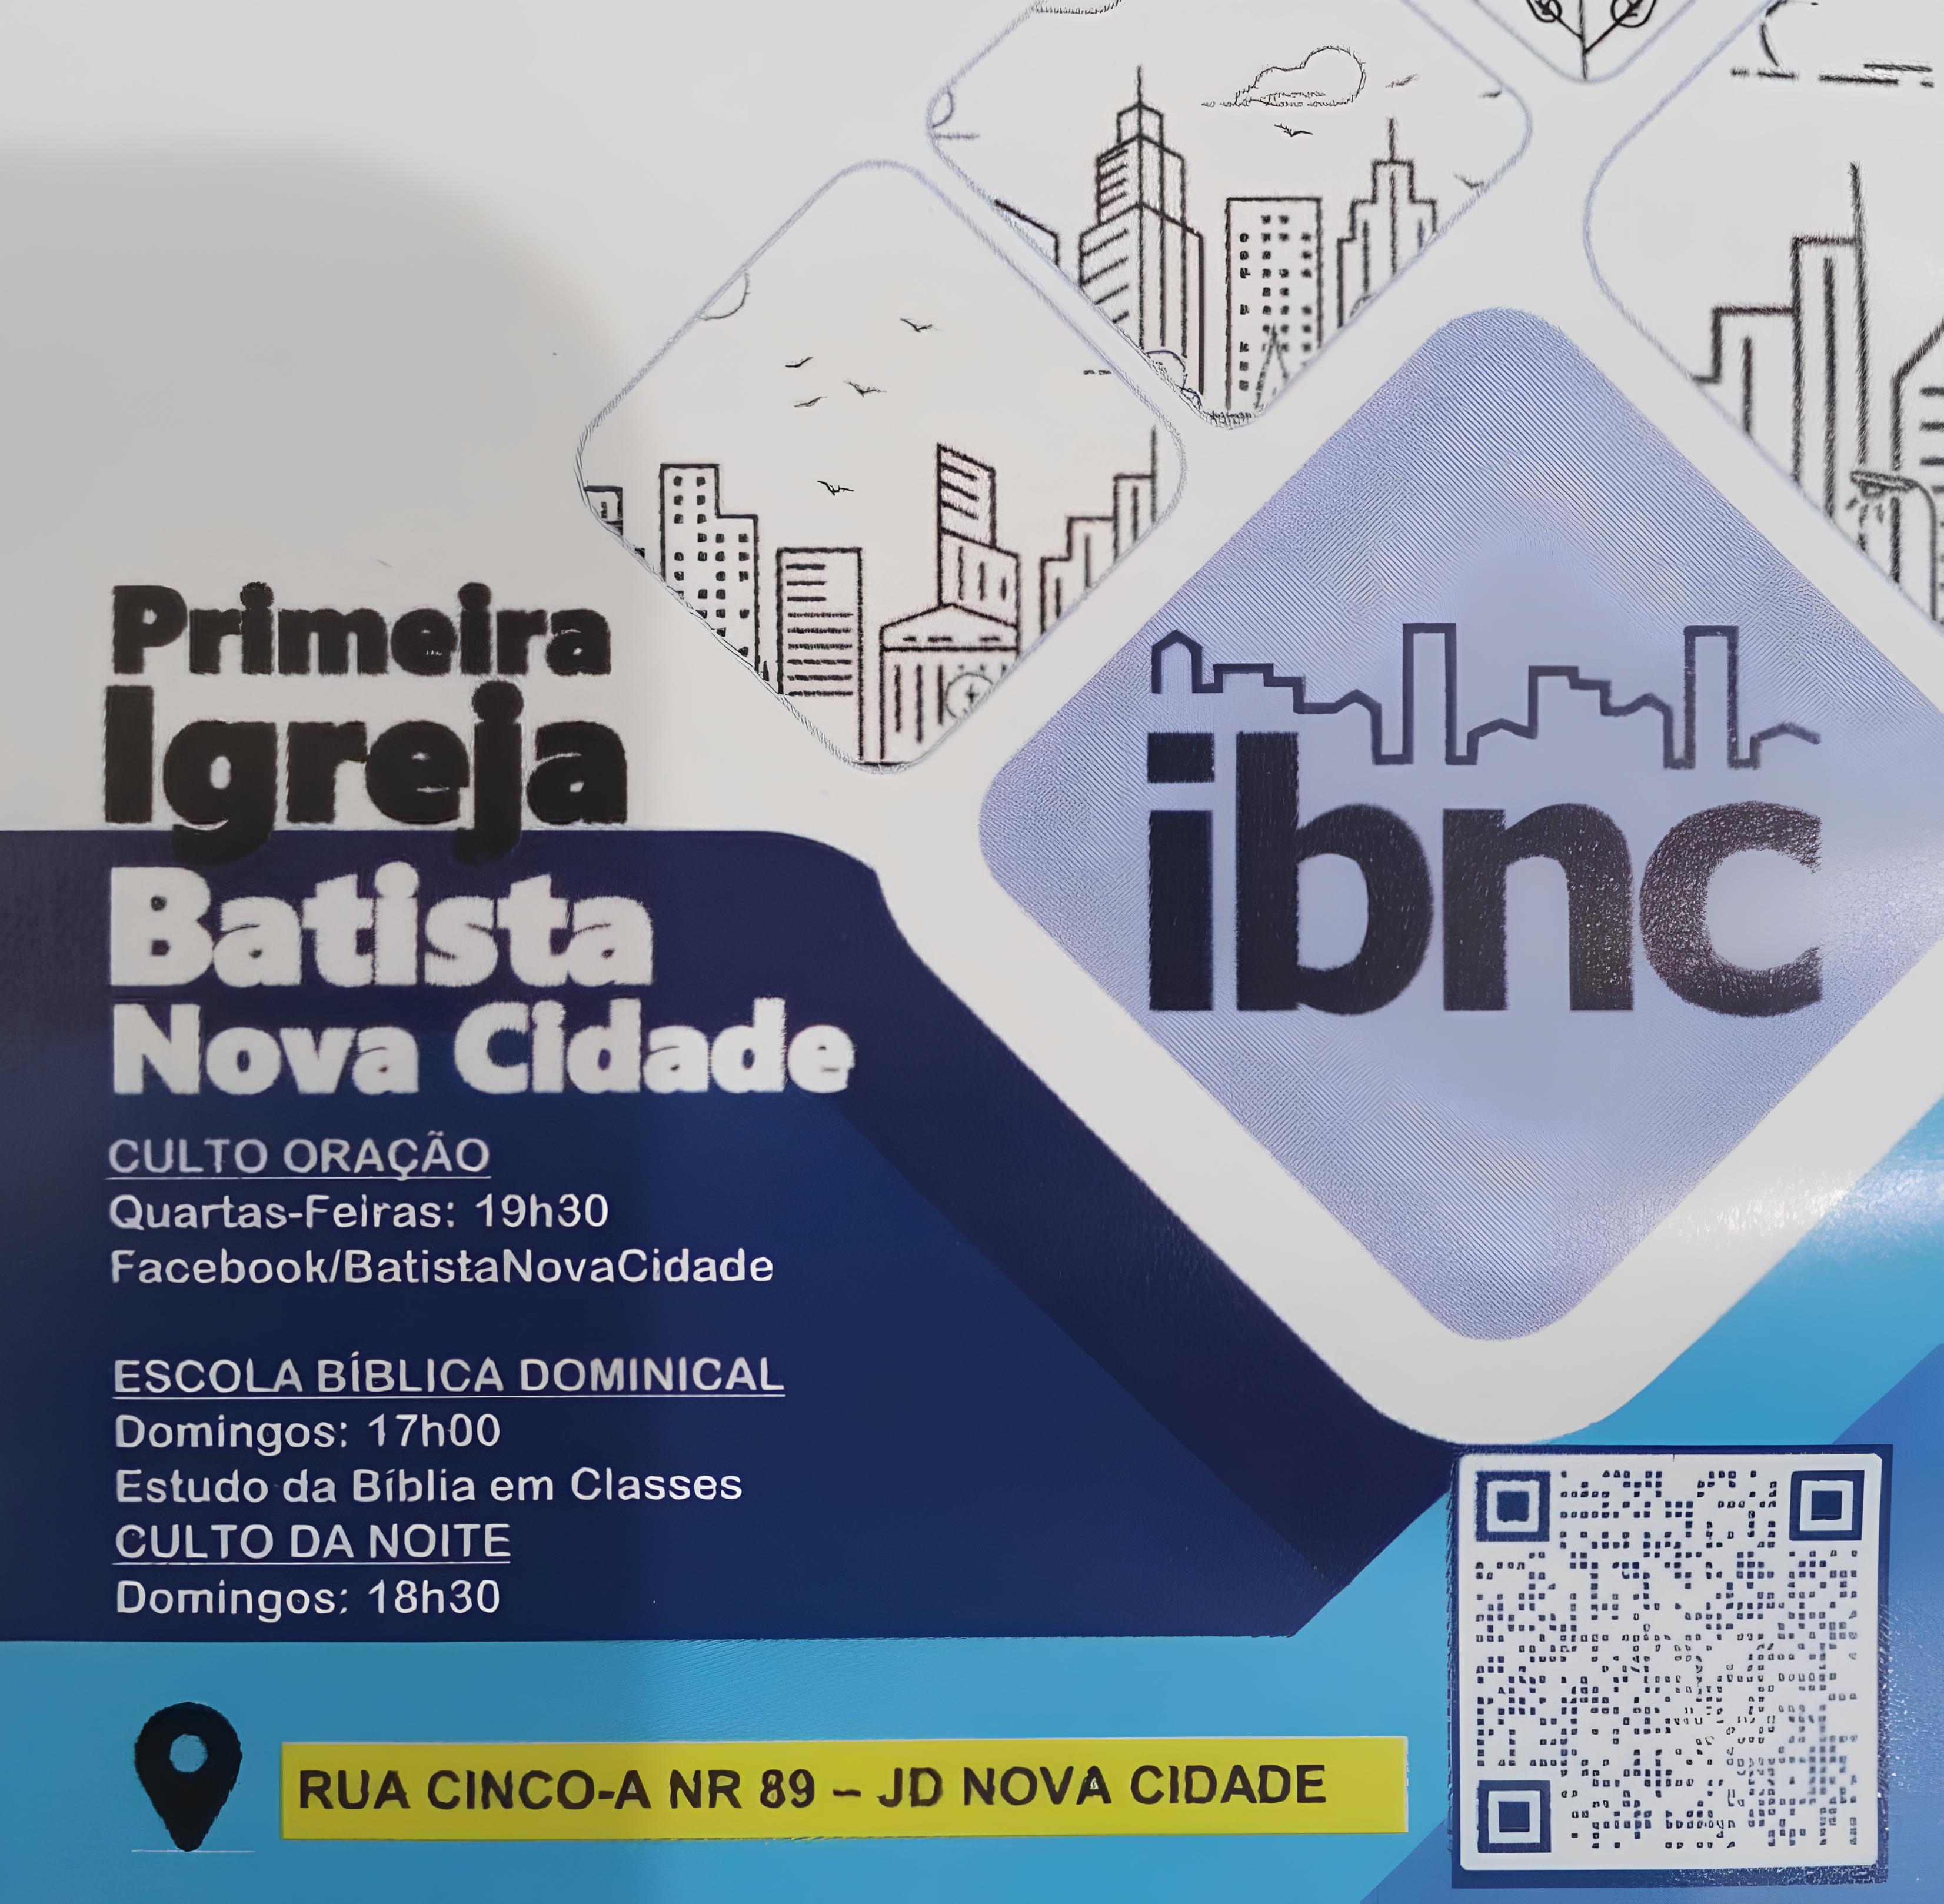 Primeira
Igreja
Batista
Nova Cidade
ibnc
CULTO ORAÇÃO
Quartas-Feiras: 19h30
Facebook/BatistaNovaCidade
ESCOLA BÍBLICA DOMINICAL
Domingos: 17h00
Estudo da Bíblia em Classes
CULTO DA NOITE
Domingos: 18h30
RUA CINCO-A NR 89 – JD NOVA CIDADE